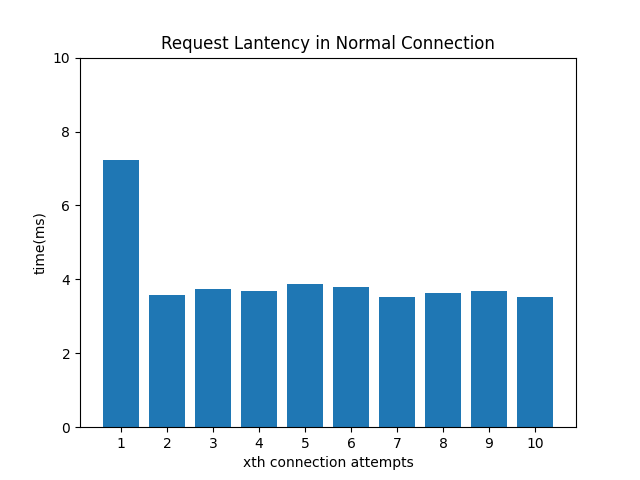 Request Lantency in Normal Connection
10
8
6
4
2
0
time(ms)
1 2 3 4 5 6 7 8 9 10
xth connection attempts